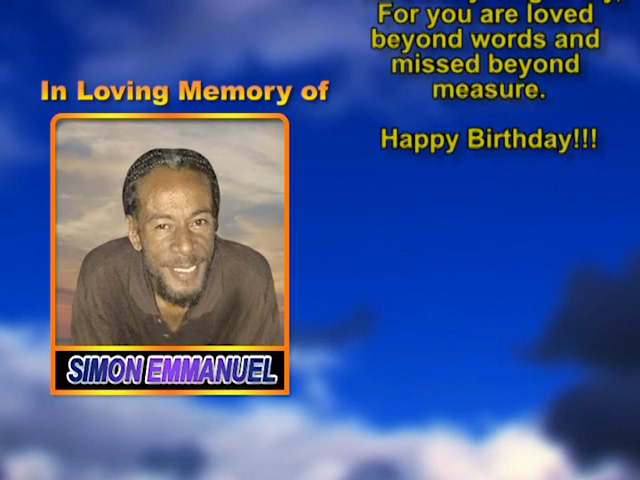 For you are loved
beyond words and
missed beyond
measure.
Happy Birthday!!!
In Loving Memory of
SIMON EMMANUEL